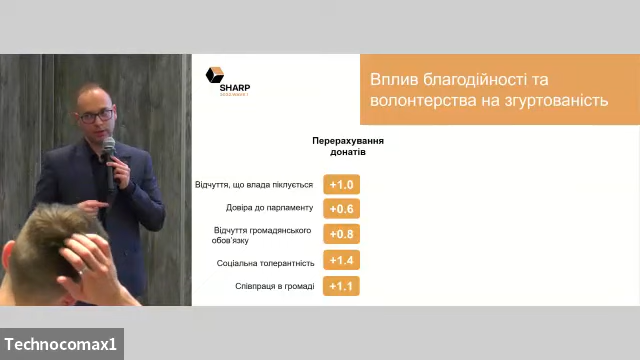 SHARP
Вплив благодійності та
волонтерства на згуртованість
Перерахування
донатів
Відчуття, що влада піклується
+1.0
Довіра до парламенту
+0.6
Відчуття громадянського
обов'язку
+0.8
Соціальна толерантність
+1.4
Співпраця в громаді
+1.1
Technocomax1